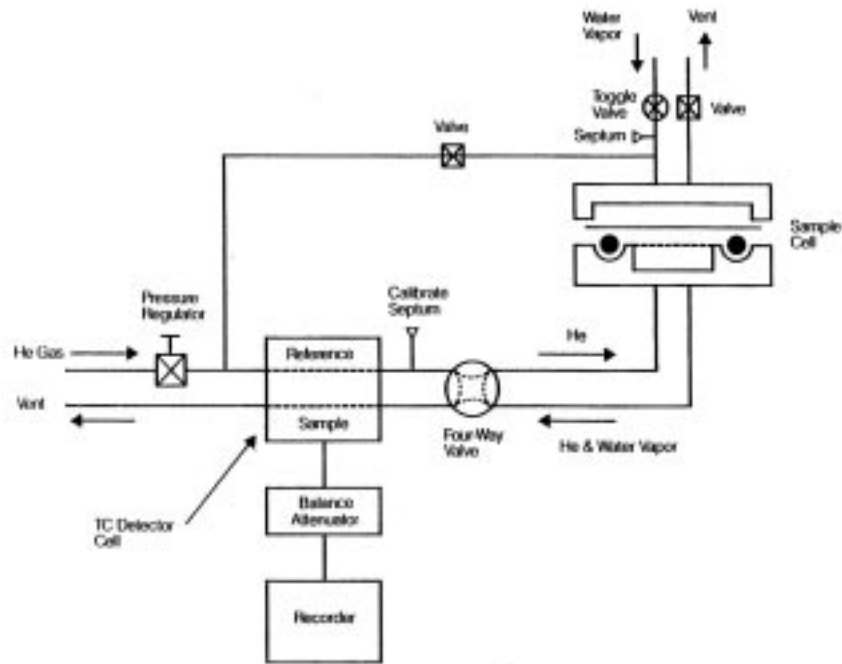 Water
Vapor
Vent
Toggle
Valve
Valve
Valve
Septum
Sample
Cell
Pressure
Regulator
Calibrate
Septum
He Gas
Reference
He
Vent
Sample
Four-Way
Valve
He & Water Vapor
TC Detector
Cell
Balance
Attenuator
Recorder